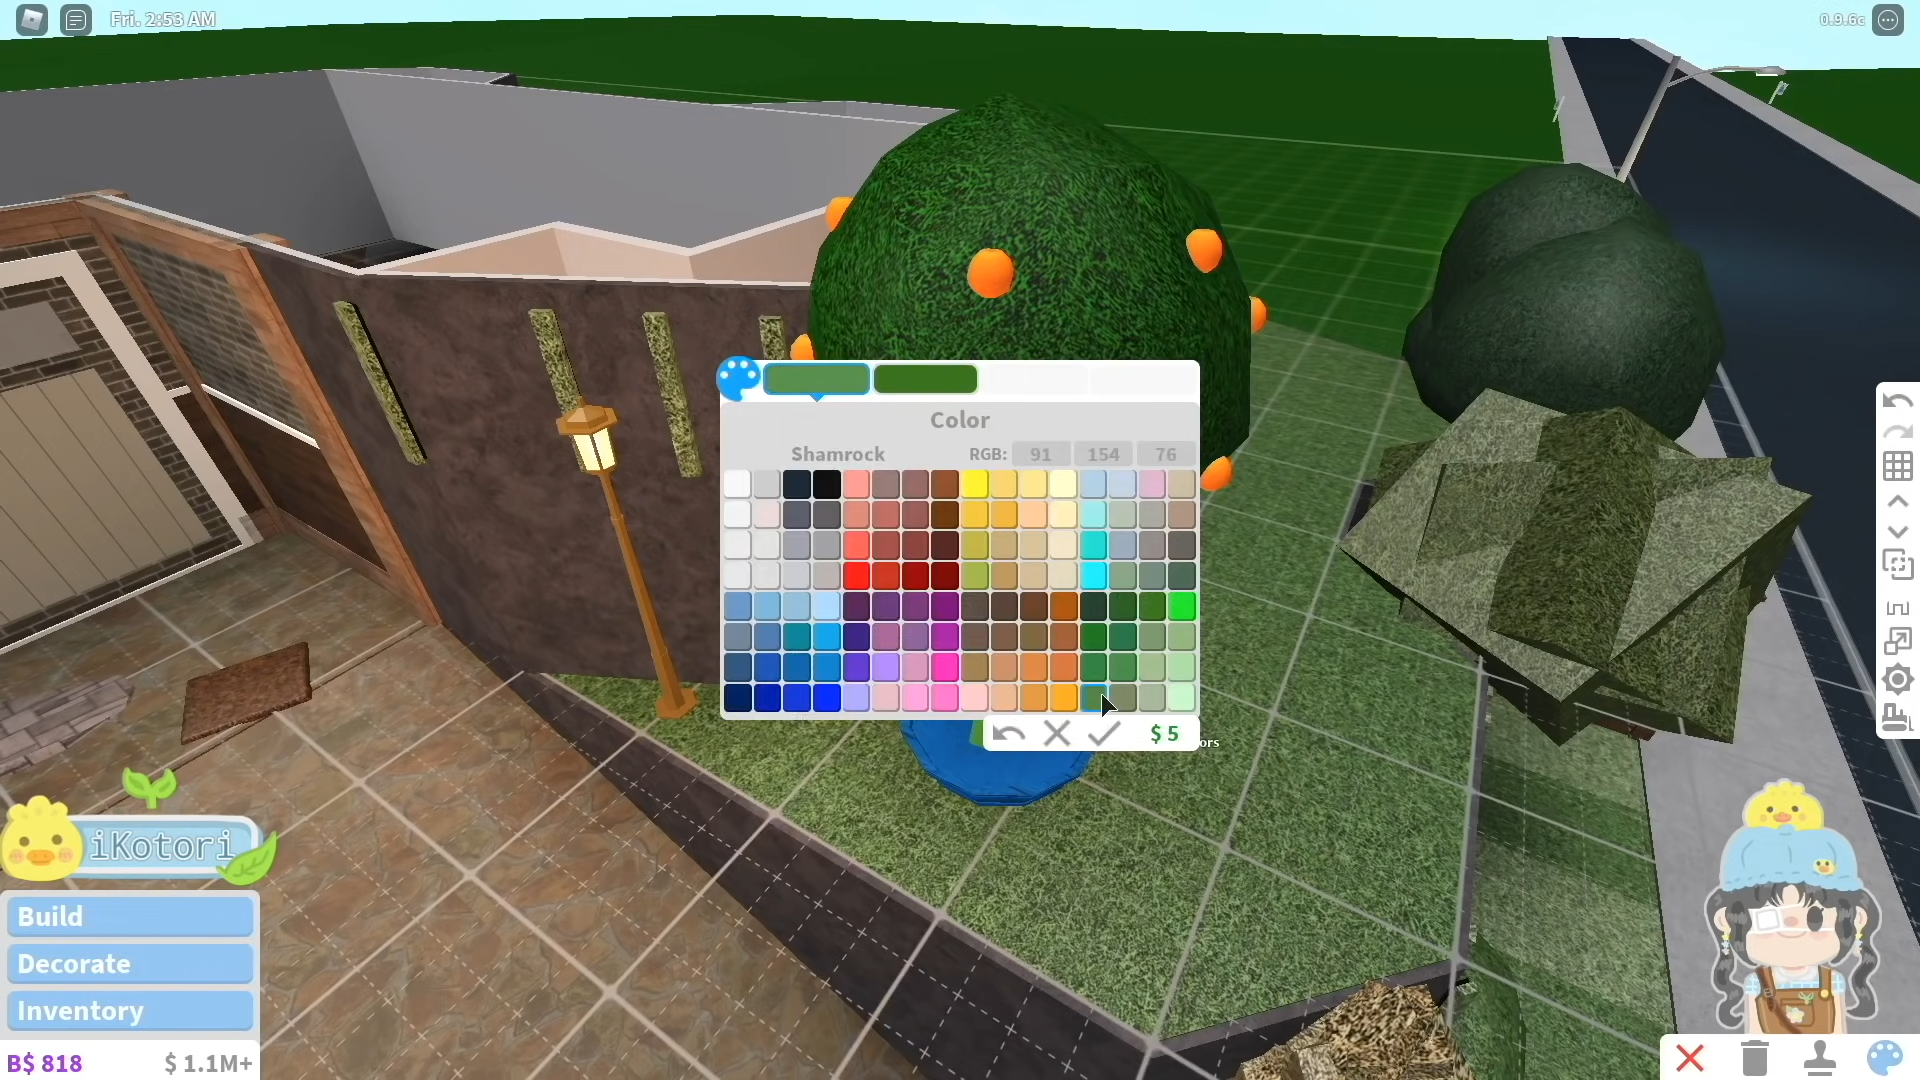 Fri. 2:53 AM
0.9.6c
Color
Shamrock
RGB: 91 154 76
$ 5
ors
iKotori
Build
Decorate
Inventory
B$ 818
$ 1.1M+